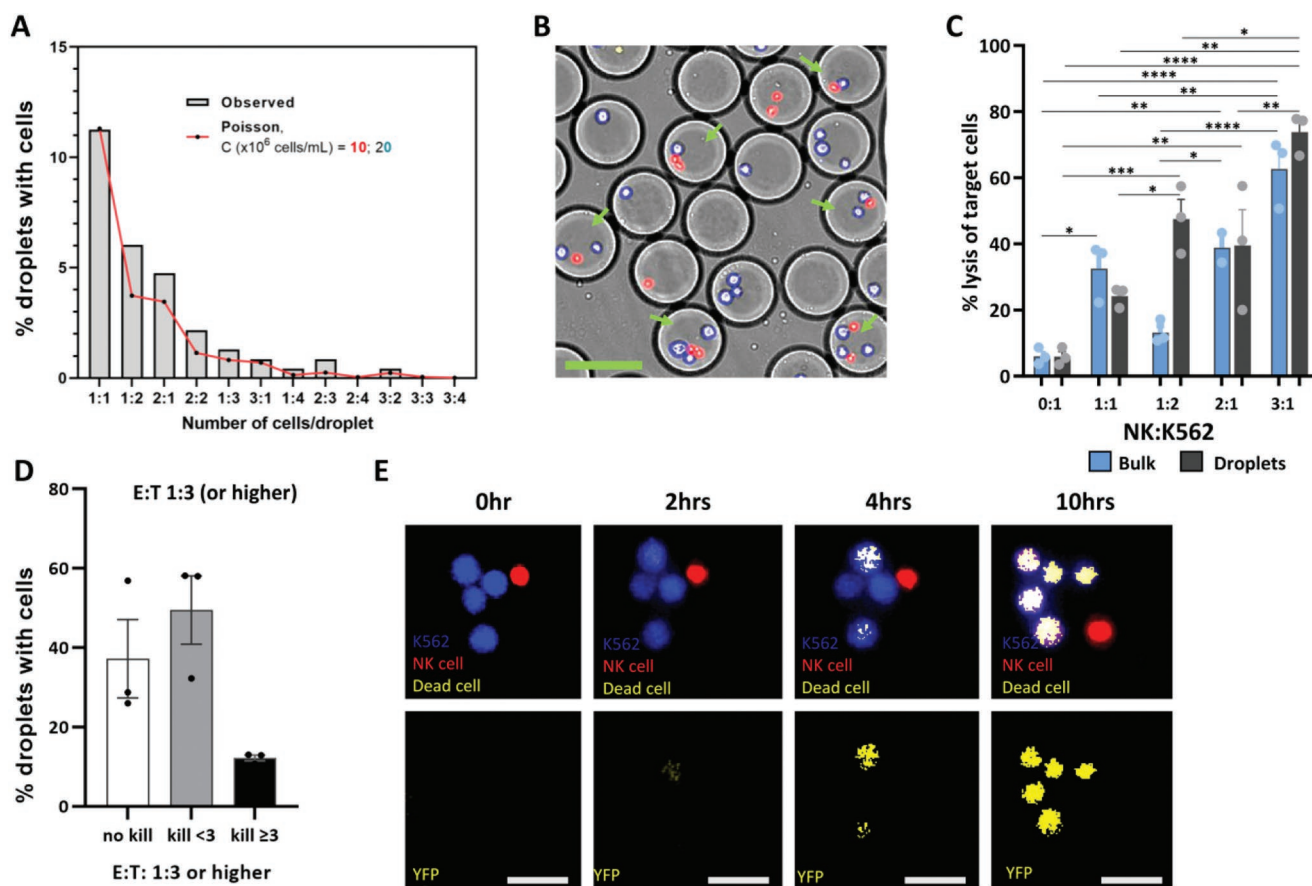 A
15
10
5
0
% droplets with cells
Observed
Poisson,
C (x10⁶ cells/mL) = 10; 20
1:1 1:2 2:1 2:2 1:3 3:1 1:4 2:3 2:4 3:2 3:3 3:4
Number of cells/droplet
B
C
100
80
60
40
20
0
% lysis of target cells
*
**
****
****
**
** **
****
**
*
***
*
*
0:1 1:1 1:2 2:1 3:1
NK:K562
Bulk Droplets
D
80
60
40
20
0
% droplets with cells
E:T 1:3 (or higher)
no kill kill <3 kill ≥3
E:T: 1:3 or higher
E
0hr 2hrs 4hrs 10hrs
K562 K562 K562 K562
NK cell NK cell NK cell NK cell
Dead cell Dead cell Dead cell Dead cell
YFP YFP YFP YFP